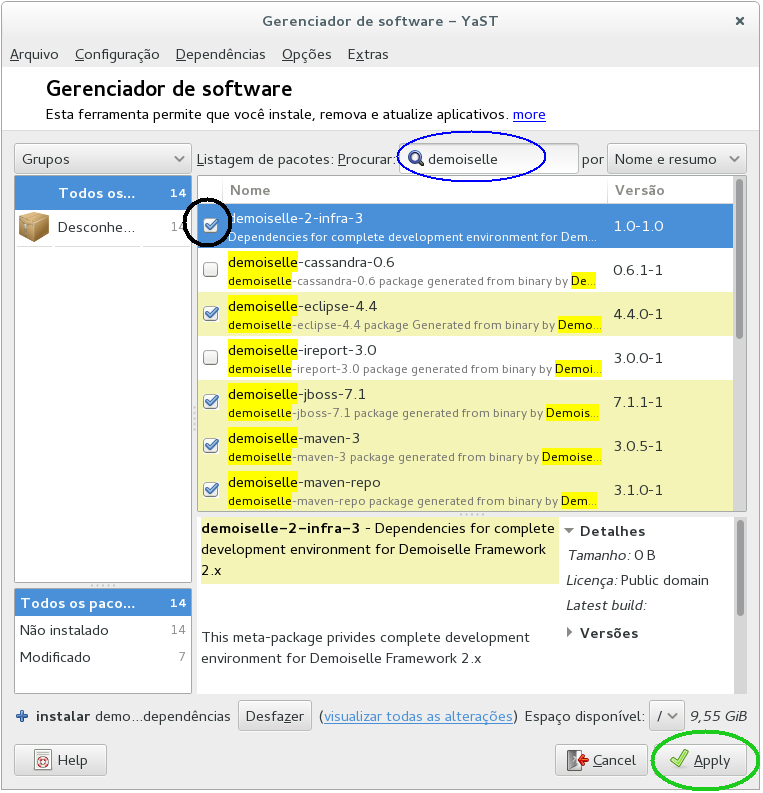 Gerenciador de software – YaST
Arquivo Configuração Dependências Opções Extras
Gerenciador de software
Esta ferramenta permite que você instale, remova e atualize aplicativos. more
Grupos
Listagem de pacotes: Procurar: demoiselle por Nome e resumo
Todos os... 14
Desconhe... 14
Nome Versão
demoiselle-2-infra-3 1.0-1.0
Dependencies for complete development environment for Dem...
demoiselle-cassandra-0.6 0.6.1-1
demoiselle-cassandra-0.6 package generated from binary by De...
demoiselle-eclipse-4.4 4.4.0-1
demoiselle-eclipse-4.4 package Generated from binary by Demo...
demoiselle-ireport-3.0 3.0.0-1
demoiselle-ireport-3.0 package generated from binary by Demoi...
demoiselle-jboss-7.1 7.1.1-1
demoiselle-jboss-7.1 package generated from binary by Demois...
demoiselle-maven-3 3.0.5-1
demoiselle-maven-3 package generated from binary by Demoise...
demoiselle-maven-repo 3.1.0-1
demoiselle-maven-repo package generated from binary by Dem...
Todos os paco... 14
Não instalado 14
Modificado 7
demoiselle-2-infra-3 - Dependencies for complete
development environment for Demoiselle Framework
2.x
This meta-package privides complete development
environment for Demoiselle Framework 2.x
Detalhes
Tamanho: 0 B
Licença: Public domain
Latest build:
Versões
instalar demo...dependências Desfazer (visualizar todas as alterações) Espaço disponível: / 9,55 GiB
Help Cancel Apply